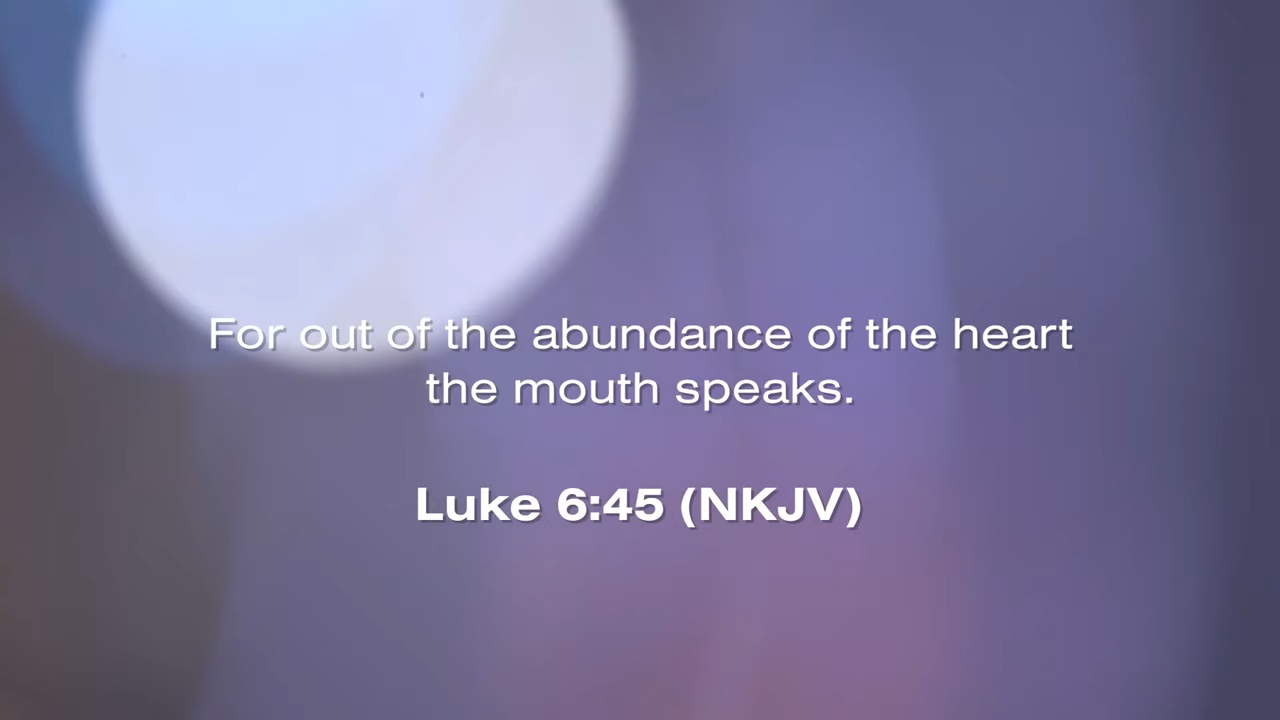 For out of the abundance of the heart
the mouth speaks.
Luke 6:45 (NKJV)